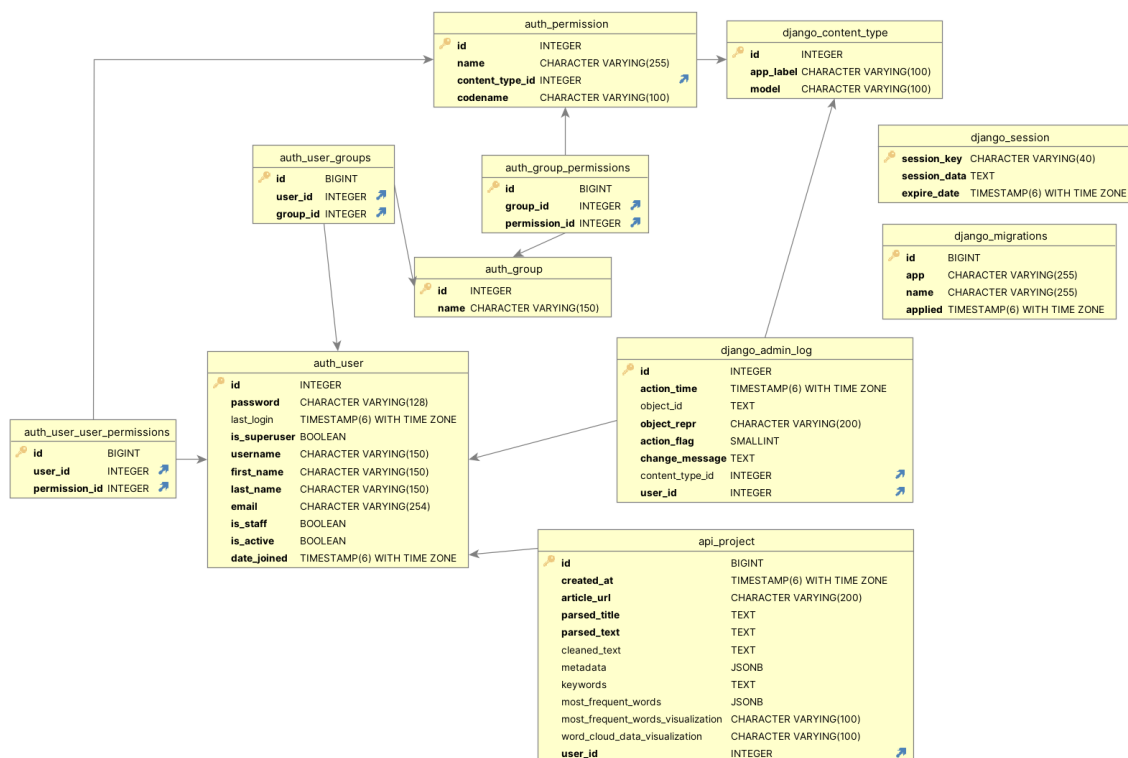 auth_permission
id INTEGER
name CHARACTER VARYING(255)
content_type_id INTEGER
codename CHARACTER VARYING(100)
django_content_type
id INTEGER
app_label CHARACTER VARYING(100)
model CHARACTER VARYING(100)
django_session
session_key CHARACTER VARYING(40)
session_data TEXT
expire_date TIMESTAMP(6) WITH TIME ZONE
auth_user_groups
id BIGINT
user_id INTEGER
group_id INTEGER
auth_group_permissions
id BIGINT
group_id INTEGER
permission_id INTEGER
django_migrations
id BIGINT
app CHARACTER VARYING(255)
name CHARACTER VARYING(255)
applied TIMESTAMP(6) WITH TIME ZONE
auth_group
id INTEGER
name CHARACTER VARYING(150)
django_admin_log
id INTEGER
action_time TIMESTAMP(6) WITH TIME ZONE
object_id TEXT
object_repr CHARACTER VARYING(200)
action_flag SMALLINT
change_message TEXT
content_type_id INTEGER
user_id INTEGER
auth_user
id INTEGER
password CHARACTER VARYING(128)
last_login TIMESTAMP(6) WITH TIME ZONE
is_superuser BOOLEAN
username CHARACTER VARYING(150)
first_name CHARACTER VARYING(150)
last_name CHARACTER VARYING(150)
email CHARACTER VARYING(254)
is_staff BOOLEAN
is_active BOOLEAN
date_joined TIMESTAMP(6) WITH TIME ZONE
auth_user_user_permissions
id BIGINT
user_id INTEGER
permission_id INTEGER
api_project
id BIGINT
created_at TIMESTAMP(6) WITH TIME ZONE
article_url CHARACTER VARYING(200)
parsed_title TEXT
parsed_text TEXT
cleaned_text TEXT
metadata JSONB
keywords TEXT
most_frequent_words JSONB
most_frequent_words_visualization CHARACTER VARYING(100)
word_cloud_data_visualization CHARACTER VARYING(100)
user_id INTEGER